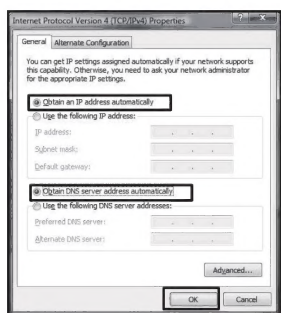 Internet Protocol Version 4 (TCP/IPv4) Properties
General Alternate Configuration
You can get IP settings assigned automatically if your network supports
this capability. Otherwise, you need to ask your network administrator
for the appropriate IP settings.
Obtain an IP address automatically
Use the following IP address:
IP address:
Subnet mask:
Default gateway:
Obtain DNS server address automatically
Use the following DNS server addresses:
Preferred DNS server:
Alternate DNS server:
Advanced...
OK Cancel